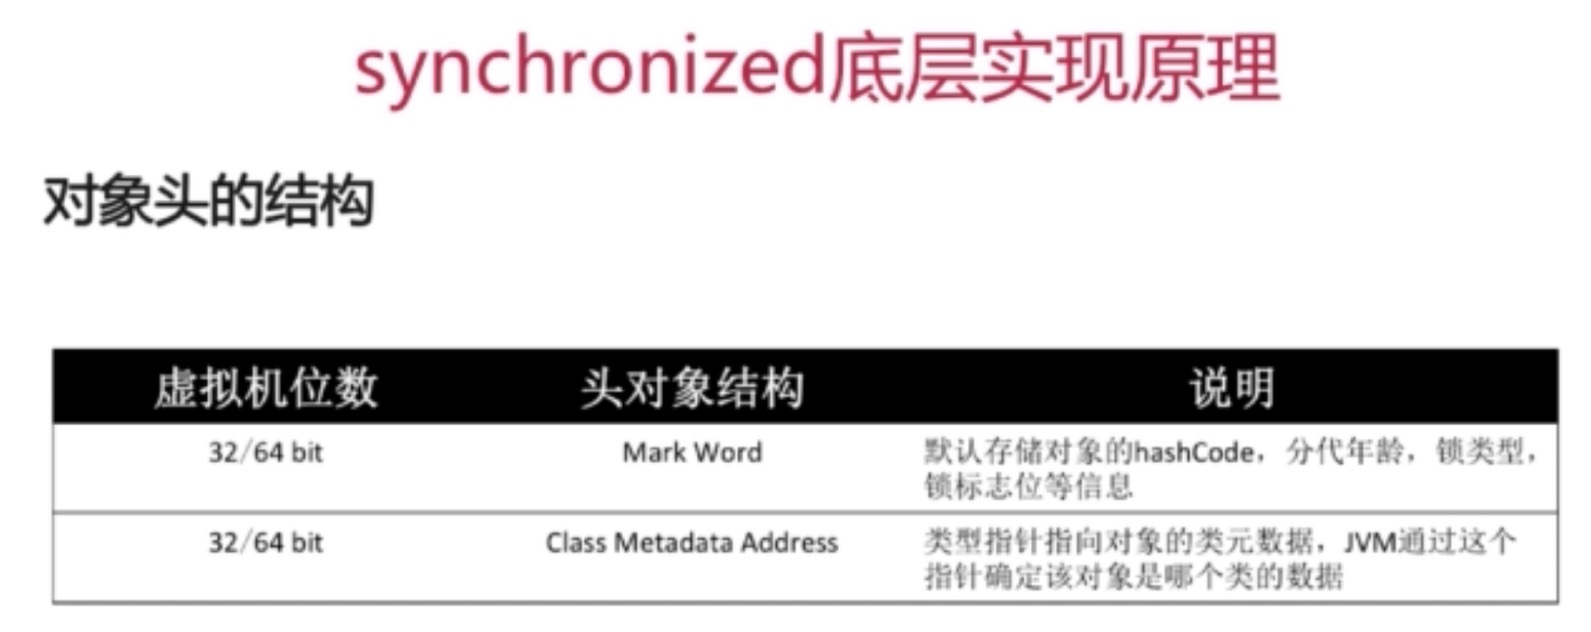 synchronized底层实现原理
对象头的结构
虚拟机位数 头对象结构 说明
32/64 bit Mark Word 默认存储对象的hashCode，分代年龄，锁类型，
锁标志位等信息
32/64 bit Class Metadata Address 类型指针指向对象的类元数据，JVM通过这个
指针确定该对象是哪个类的数据